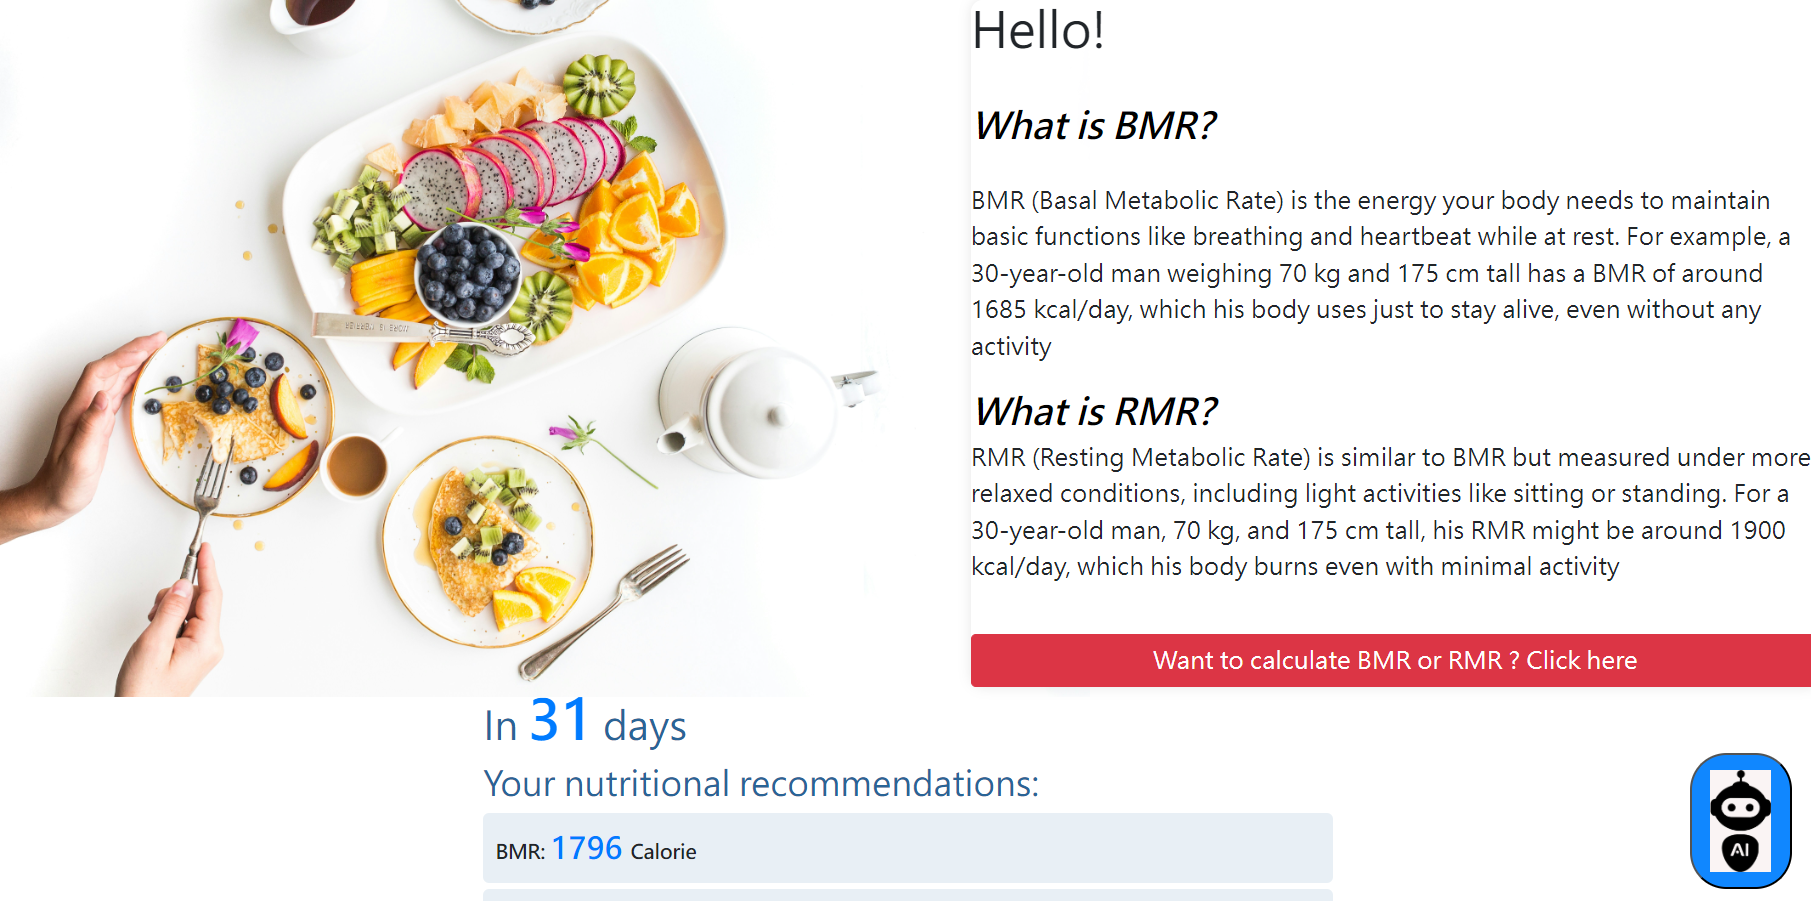 Hello!
What is BMR?
BMR (Basal Metabolic Rate) is the energy your body needs to maintain
basic functions like breathing and heartbeat while at rest. For example, a
30-year-old man weighing 70 kg and 175 cm tall has a BMR of around
1685 kcal/day, which his body uses just to stay alive, even without any
activity
What is RMR?
RMR (Resting Metabolic Rate) is similar to BMR but measured under more
relaxed conditions, including light activities like sitting or standing. For a
30-year-old man, 70 kg, and 175 cm tall, his RMR might be around 1900
kcal/day, which his body burns even with minimal activity
Want to calculate BMR or RMR ? Click here
In 31 days
Your nutritional recommendations:
BMR: 1796 Calorie
AI